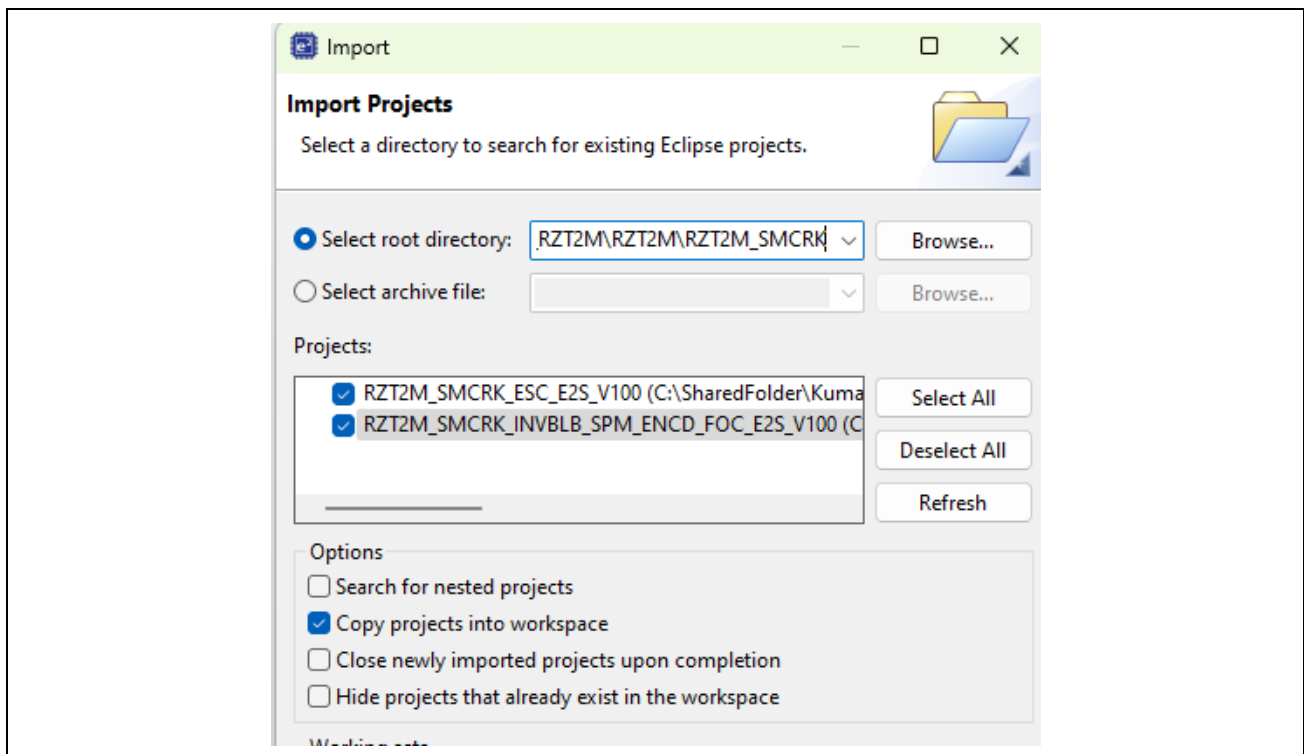 Import
Import Projects
Select a directory to search for existing Eclipse projects.
Select root directory: _RZT2M\RZT2M\RZT2M_SMCRK Browse...
Select archive file: Browse...
Projects:
RZT2M_SMCRK_ESC_E2S_V100 (C:\SharedFolder\Kuma
RZT2M_SMCRK_INVBLB_SPM_ENCD_FOC_E2S_V100 (C
Select All
Deselect All
Refresh
Options
Search for nested projects
Copy projects into workspace
Close newly imported projects upon completion
Hide projects that already exist in the workspace